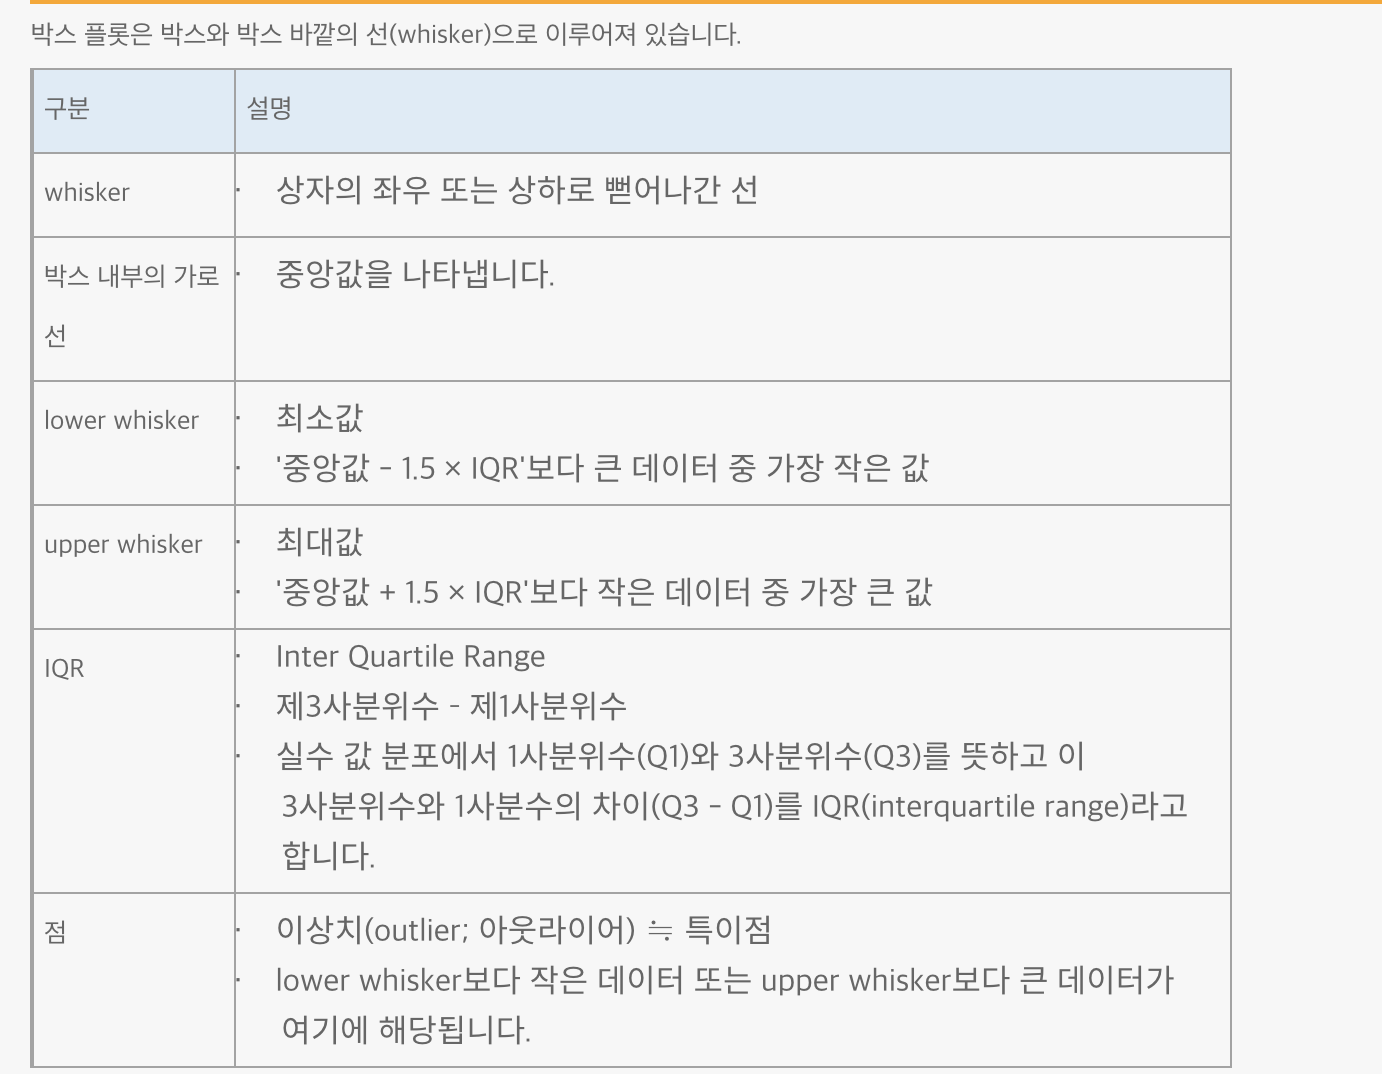 박스 플롯은 박스와 박스 바깥의 선(whisker)으로 이루어져 있습니다.
구분 설명
whisker · 상자의 좌우 또는 상하로 뻗어나간 선
박스 내부의 가로 · 중앙값을 나타냅니다.
선
lower whisker · 최소값
· '중앙값 - 1.5 × IQR'보다 큰 데이터 중 가장 작은 값
upper whisker · 최대값
· '중앙값 + 1.5 × IQR'보다 작은 데이터 중 가장 큰 값
IQR · Inter Quartile Range
· 제3사분위수 - 제1사분위수
· 실수 값 분포에서 1사분위수(Q1)와 3사분위수(Q3)를 뜻하고 이
3사분위수와 1사분수의 차이(Q3 - Q1)를 IQR(interquartile range)라고
합니다.
점 · 이상치(outlier; 아웃라이어) ≒ 특이점
· lower whisker보다 작은 데이터 또는 upper whisker보다 큰 데이터가
여기에 해당됩니다.